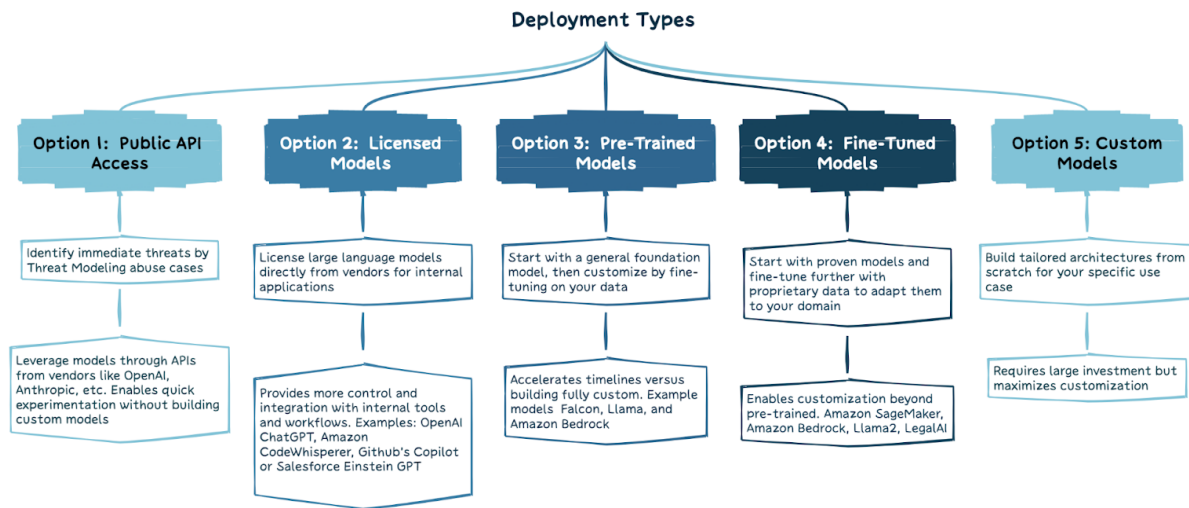 Deployment Types
Option 1: Public API
Access
Identify immediate threats by
Threat Modeling abuse cases
Leverage models through APIs
from vendors like OpenAI,
Anthropic, etc. Enables quick
experimentation without building
custom models
Option 2: Licensed
Models
License large language models
directly from vendors for internal
applications
Provides more control and
integration with internal tools
and workflows. Examples: OpenAI
ChatGPT, Amazon
CodeWhisperer, Github's Copilot
or Salesforce Einstein GPT
Option 3: Pre-Trained
Models
Start with a general foundation
model, then customize by fine-
tuning on your data
Accelerates timelines versus
building fully custom. Example
models Falcon, Llama, and
Amazon Bedrock
Option 4: Fine-Tuned
Models
Start with proven models and
fine-tune further with
proprietary data to adapt them
to your domain
Enables customization beyond
pre-trained. Amazon SageMaker,
Amazon Bedrock, Llama2, LegalAI
Option 5: Custom
Models
Build tailored architectures from
scratch for your specific use
case
Requires large investment but
maximizes customization